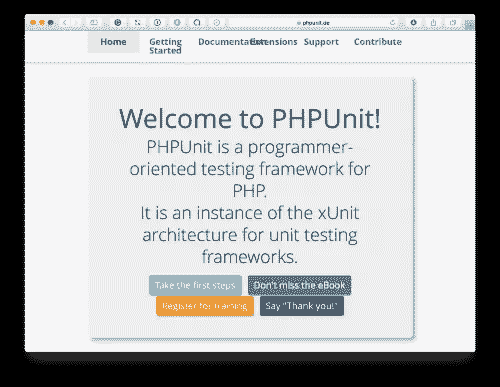 phpunit.de
Home
Getting
Started
Documentation
Extensions
Support
Contribute
Welcome to PHPUnit!
PHPUnit is a programmer-
oriented testing framework for
PHP.
It is an instance of the xUnit
architecture for unit testing
frameworks.
Take the first steps
Don't miss the eBook
Register for training
Say "Thank you!"